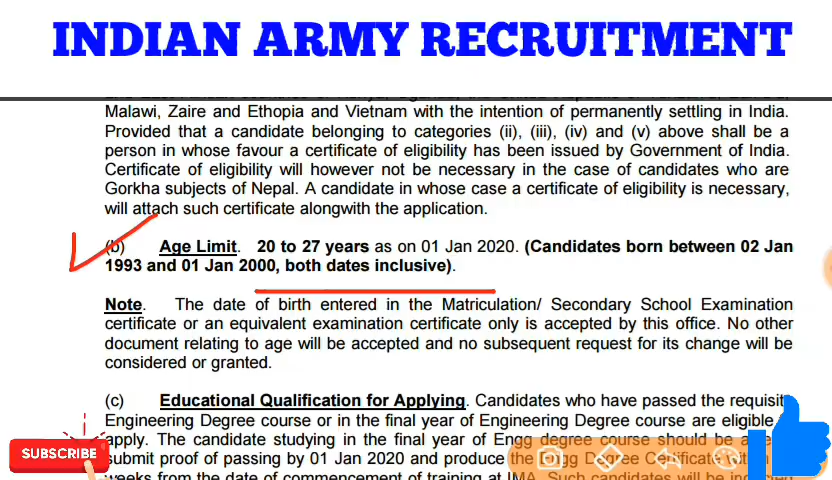 INDIAN ARMY RECRUITMENT
Malawi, Zaire and Ethopia and Vietnam with the intention of permanently settling in India.
Provided that a candidate belonging to categories (ii), (iii), (iv) and (v) above shall be a
person in whose favour a certificate of eligibility has been issued by Government of India.
Certificate of eligibility will however not be necessary in the case of candidates who are
Gorkha subjects of Nepal. A candidate in whose case a certificate of eligibility is necessary,
will attach such certificate alongwith the application.
(b) Age Limit. 20 to 27 years as on 01 Jan 2020. (Candidates born between 02 Jan
1993 and 01 Jan 2000, both dates inclusive).
Note. The date of birth entered in the Matriculation/ Secondary School Examination
certificate or an equivalent examination certificate only is accepted by this office. No other
document relating to age will be accepted and no subsequent request for its change will be
considered or granted.
(c) Educational Qualification for Applying. Candidates who have passed the requisite
Engineering Degree course or in the final year of Engineering Degree course are eligible
apply. The candidate studying in the final year of Engg degree course should be able
submit proof of passing by 01 Jan 2020 and produce the Engg Degree Certificate within
weeks from the date of commencement of training at IMA. Such candidates will be
SUBSCRIBE